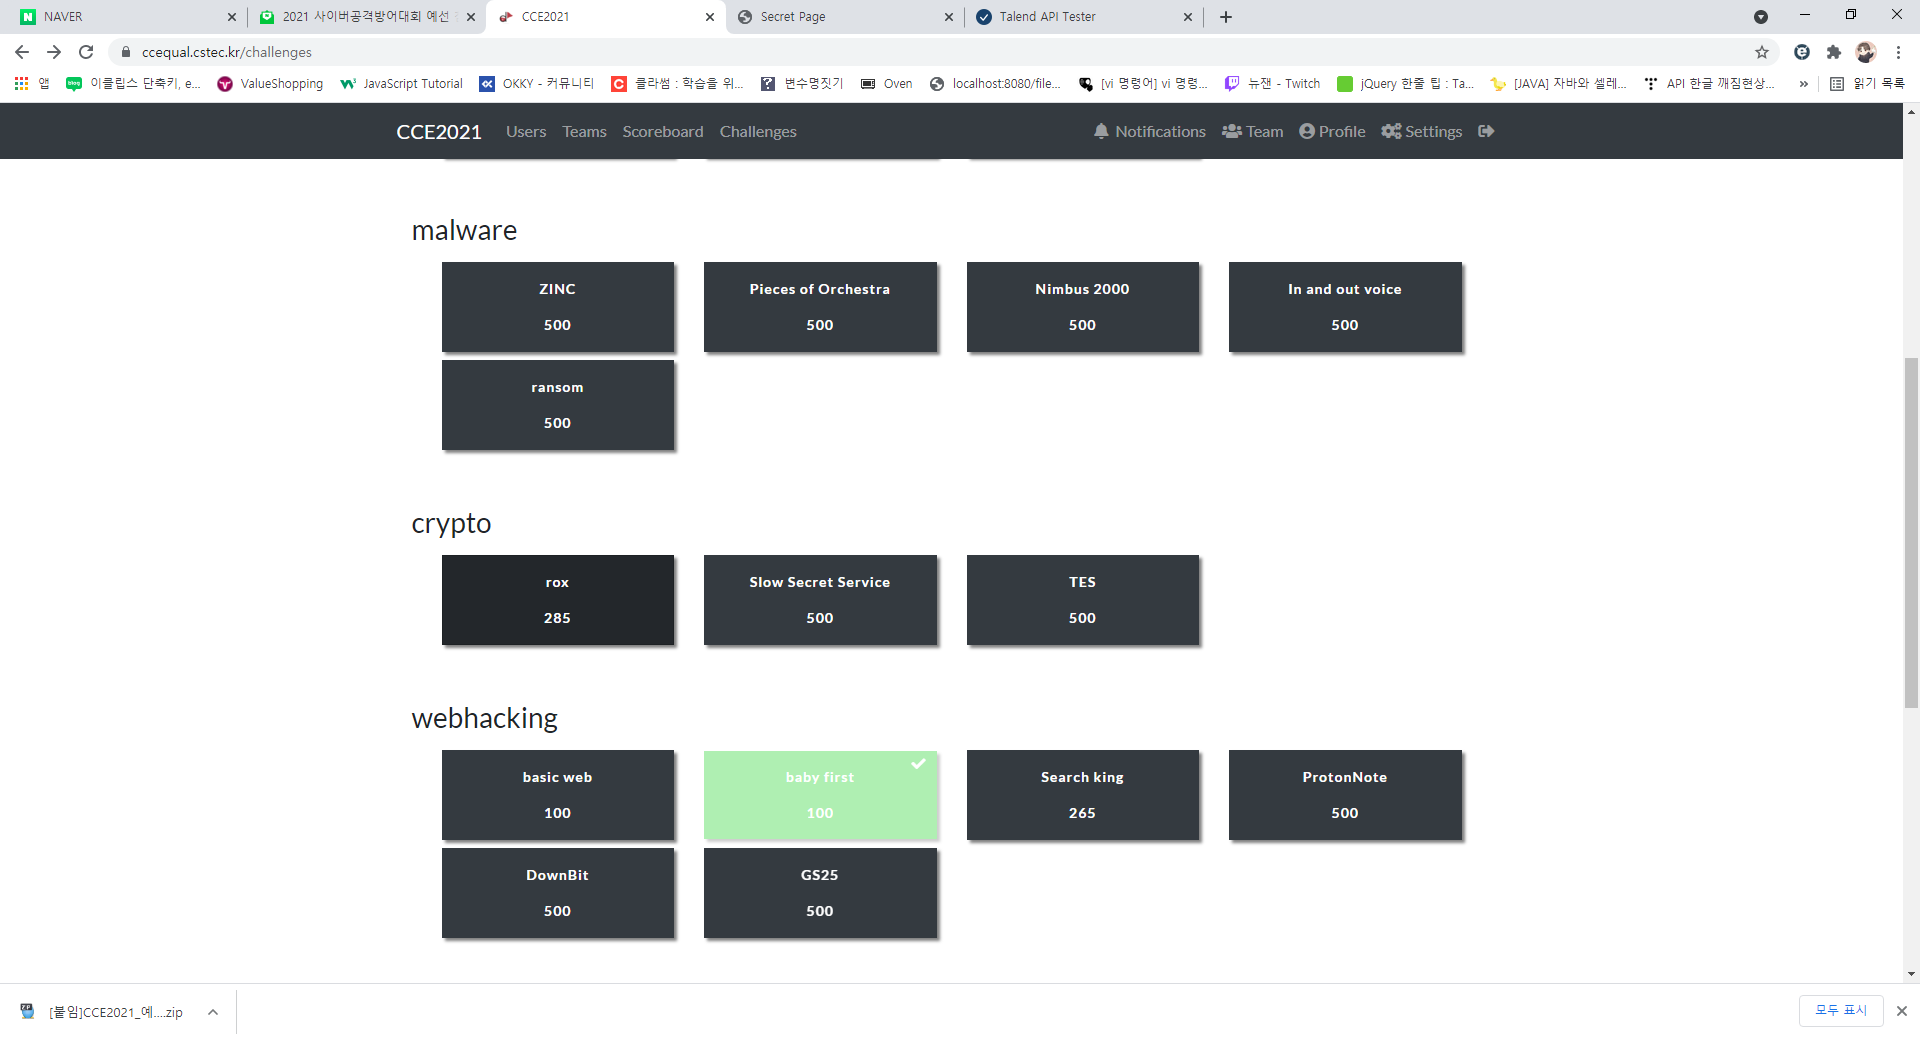 NAVER
2021 사이버공격방어대회 예선
CCE2021
Secret Page
Talend API Tester
ccequal.cstec.kr/challenges
앱
이클립스 단축키, e...
ValueShopping
JavaScript Tutorial
OKKY - 커뮤니티
클라썸 : 학습을 위...
변수명짓기
Oven
localhost:8080/file...
[vi 명령어] vi 명령...
뉴잰 - Twitch
jQuery 한줄 팁 : Ta...
[JAVA] 자바와 셀레...
API 한글 깨짐현상...
»
읽기 목록
CCE2021
Users
Teams
Scoreboard
Challenges
Notifications
Team
Profile
Settings
malware
ZINC
500
Pieces of Orchestra
500
Nimbus 2000
500
In and out voice
500
ransom
500
crypto
rox
285
Slow Secret Service
500
TES
500
webhacking
basic web
100
baby first
100
Search king
265
ProtonNote
500
DownBit
500
GS25
500
[붙임]CCE2021_예....zip
모두 표시